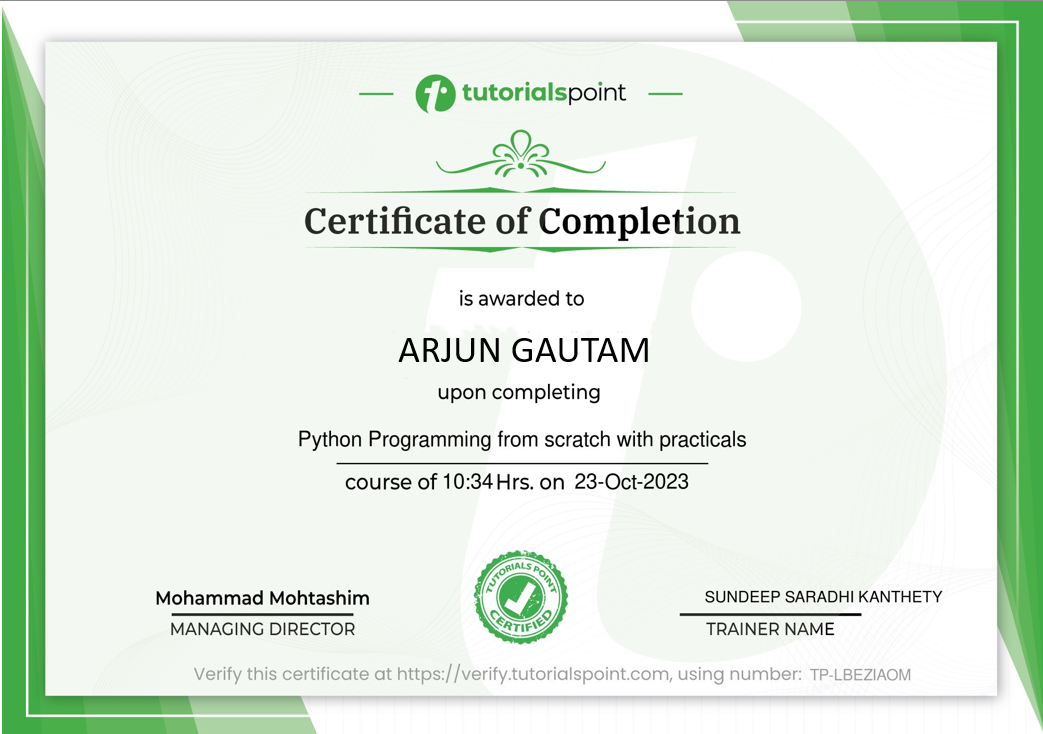 tutorialspoint
Certificate of Completion
is awarded to
ARJUN GAUTAM
upon completing
Python Programming from scratch with practicals
course of 10:34 Hrs. on 23-Oct-2023
TUTORIALS POINT
CERTIFIED
Mohammad Mohtashim
MANAGING DIRECTOR
SUNDEEP SARADHI KANTHETY
TRAINER NAME
Verify this certificate at https://verify.tutorialspoint.com, using number: TP-LBEZIAOM